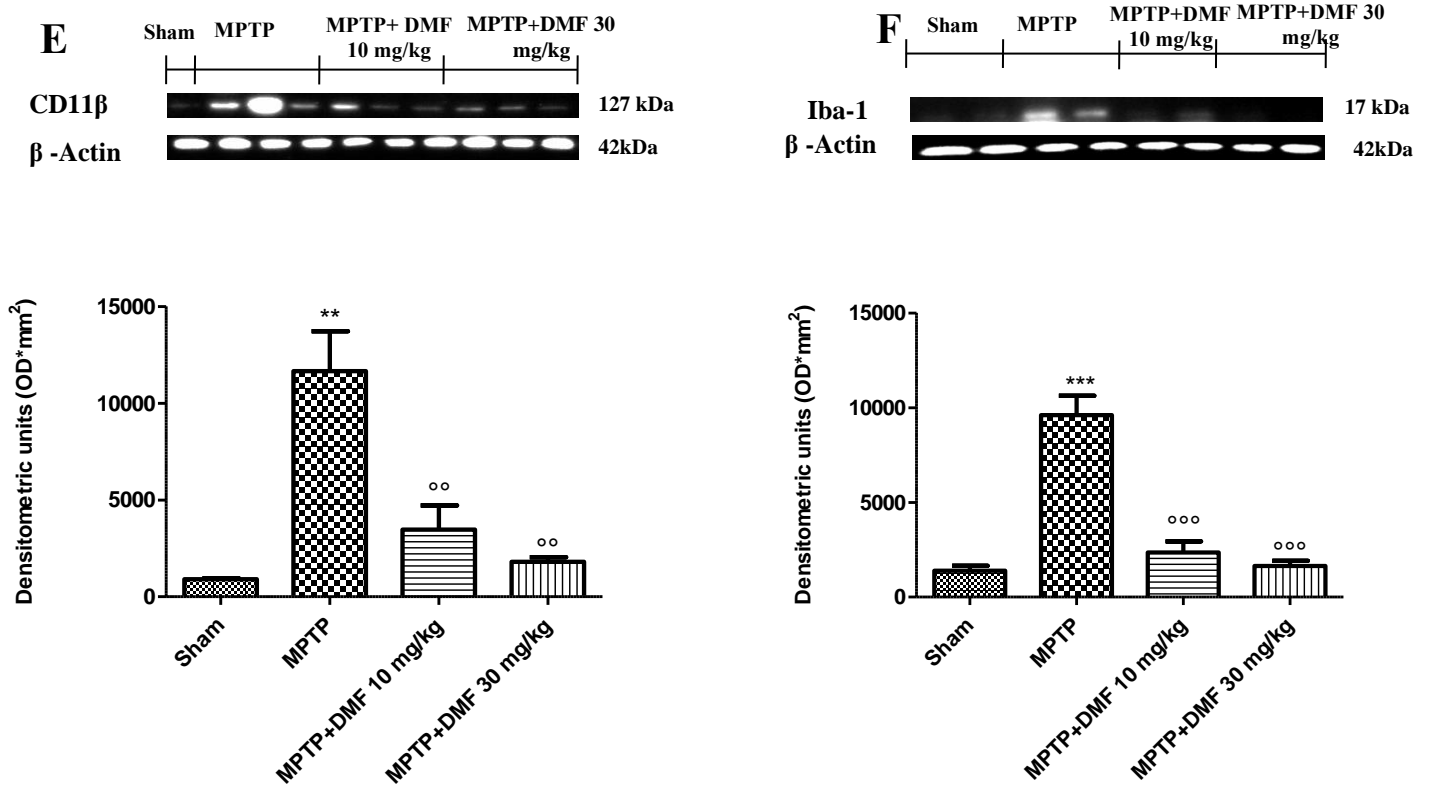 E
Sham
MPTP
MPTP+ DMF
10 mg/kg
MPTP+DMF 30
mg/kg
CD11β
127 kDa
β -Actin
42kDa
Densitometric units (OD*mm²)
15000
10000
5000
0
**
°°
°°
Sham
MPTP
MPTP+DMF 10 mg/kg
MPTP+DMF 30 mg/kg
F
Sham
MPTP
MPTP+DMF
10 mg/kg
MPTP+DMF 30
mg/kg
Iba-1
17 kDa
β -Actin
42kDa
Densitometric units (OD*mm²)
15000
10000
5000
0
***
°°°
°°°
Sham
MPTP
MPTP+DMF 10 mg/kg
MPTP+DMF 30 mg/kg